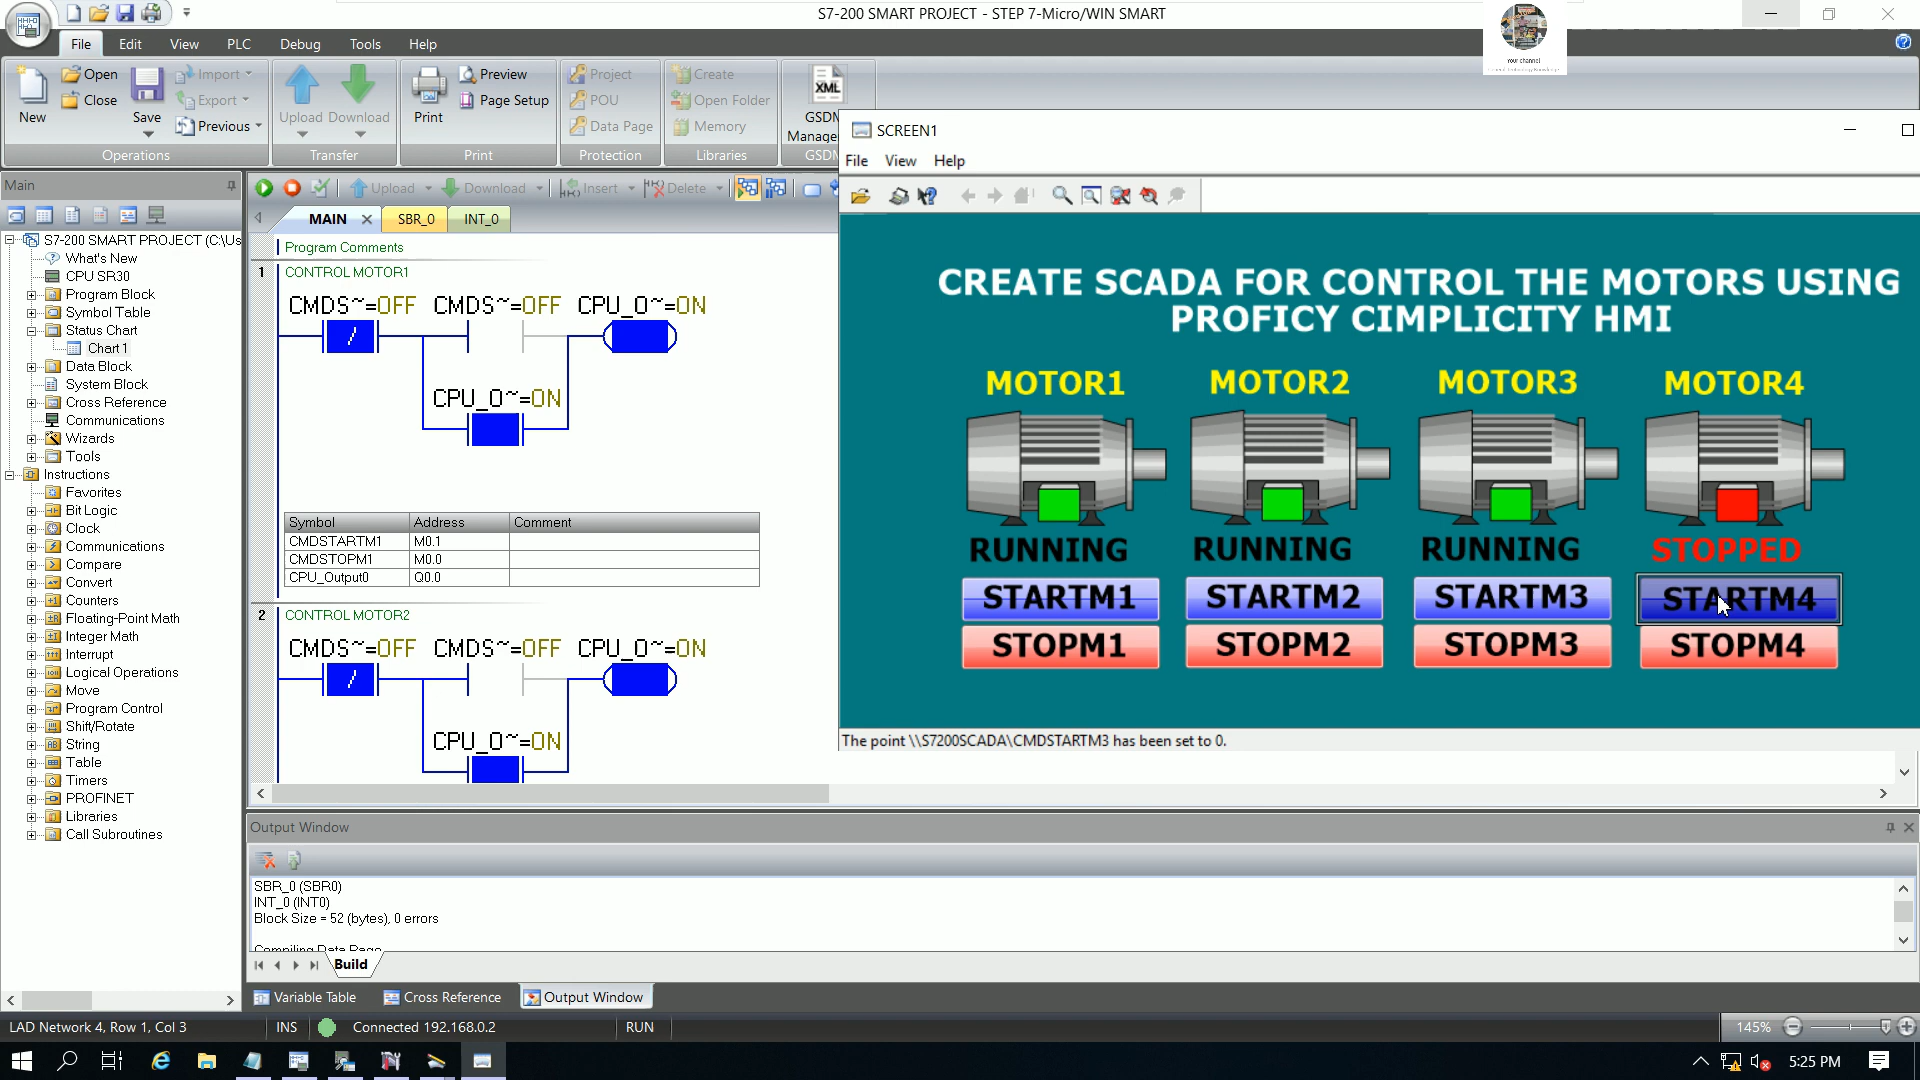 S7-200 SMART PROJECT - STEP 7-Micro/WIN SMART
Your channel
File Edit View PLC Debug Tools Help
New
Open
Close
Save
Import
Export
Previous
Operations
Upload
Download
Transfer
Print
Preview
Page Setup
Print
Project
POU
Data Page
Protection
Create
Open Folder
Memory
Libraries
XML
GSDM
Manage
GSDM
Main
S7-200 SMART PROJECT (C:\Us
What's New
CPU SR30
Program Block
Symbol Table
Status Chart
Chart 1
Data Block
System Block
Cross Reference
Communications
Wizards
Tools
Instructions
Favorites
Bit Logic
Clock
Communications
Compare
Convert
Counters
Floating-Point Math
Integer Math
Interrupt
Logical Operations
Move
Program Control
Shift/Rotate
String
Table
Timers
PROFINET
Libraries
Call Subroutines
Upload Download Insert Delete
MAIN SBR_0 INT_0
Program Comments
1 CONTROL MOTOR1
CMDS~=OFF CMDS~=OFF CPU_O~=ON
/
CPU_O~=ON
Symbol Address Comment
CMDSTARTM1 M0.1
CMDSTOPM1 M0.0
CPU_Output0 Q0.0
2 CONTROL MOTOR2
CMDS~=OFF CMDS~=OFF CPU_O~=ON
/
CPU_O~=ON
SCREEN1
File View Help
CREATE SCADA FOR CONTROL THE MOTORS USING
PROFICY CIMPLICITY HMI
MOTOR1 MOTOR2 MOTOR3 MOTOR4
RUNNING RUNNING RUNNING STOPPED
STARTM1 STARTM2 STARTM3 STARTM4
STOPM1 STOPM2 STOPM3 STOPM4
The point \\S7200SCADA\CMDSTARTM3 has been set to 0.
Output Window
SBR_0 (SBR0)
INT_0 (INT0)
Block Size = 52 (bytes), 0 errors
Compiling Data Page
Build
Variable Table Cross Reference Output Window
LAD Network 4, Row 1, Col 3 INS Connected 192.168.0.2 RUN 145%
5:25 PM